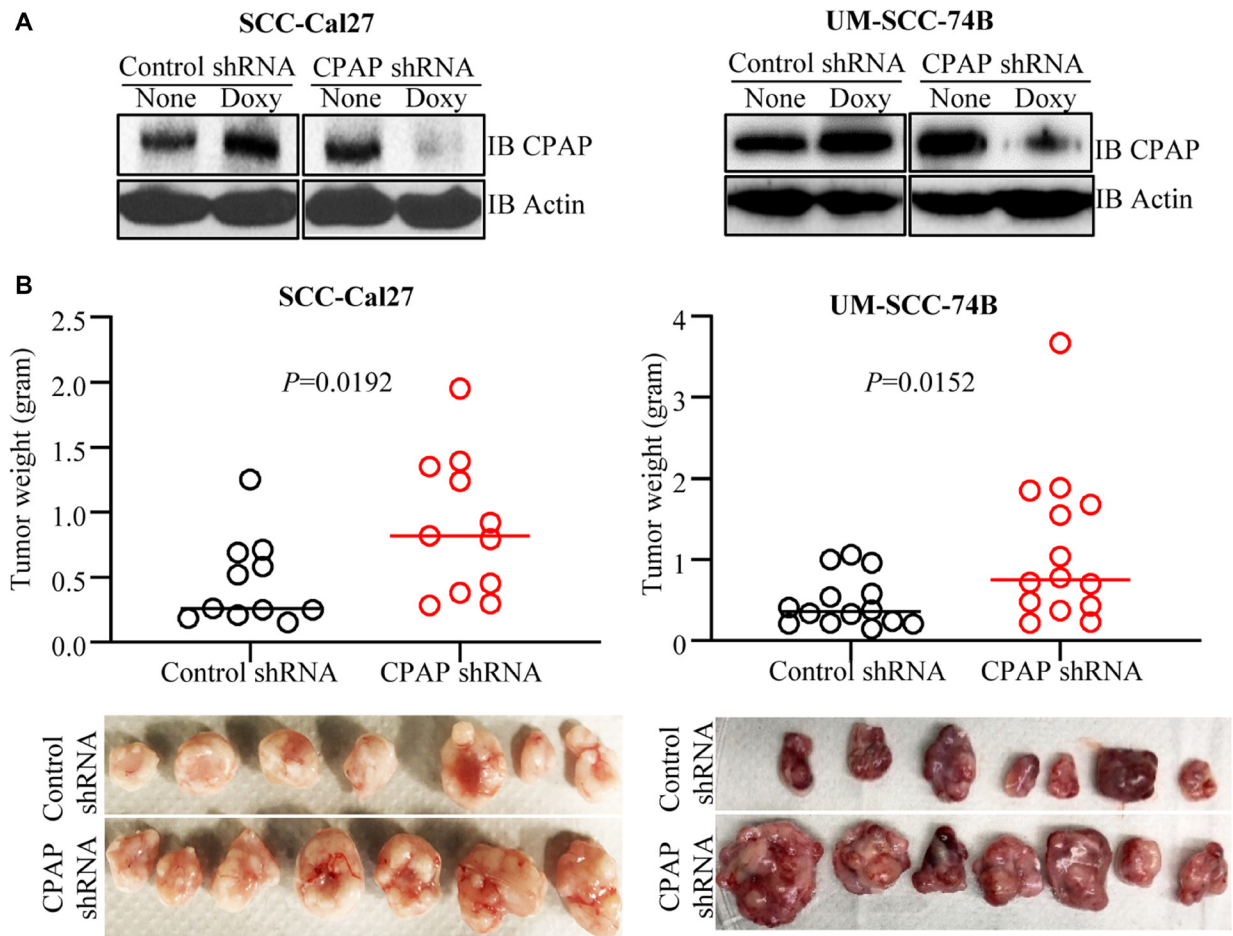 A
SCC-Cal27
UM-SCC-74B
Control shRNA
CPAP shRNA
Control shRNA
CPAP shRNA
None
Doxy
None
Doxy
None
Doxy
None
Doxy
IB CPAP
IB CPAP
IB Actin
IB Actin
B
SCC-Cal27
Tumor weight (gram)
2.5
2.0
1.5
1.0
0.5
0.0
P=0.0192
Control shRNA
CPAP shRNA
UM-SCC-74B
Tumor weight (gram)
4
3
2
1
0
P=0.0152
Control shRNA
CPAP shRNA
Control
shRNA
CPAP
shRNA
Control
shRNA
CPAP
shRNA